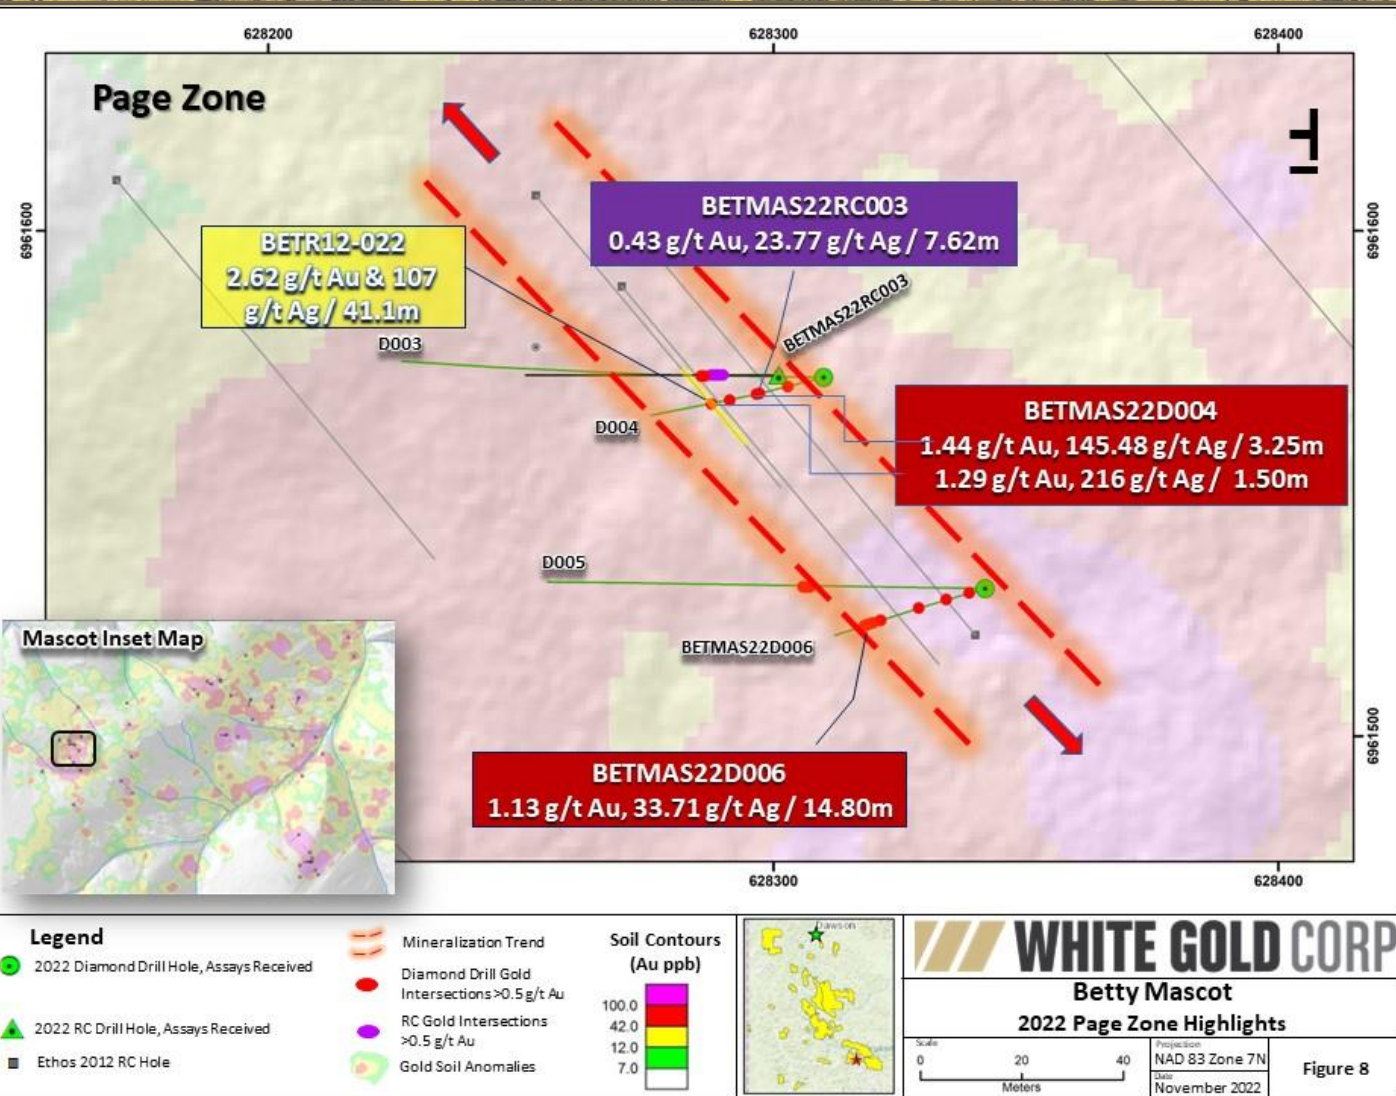 628200
628300
628400
Page Zone
6961600
6961600
BETMAS22RC003
0.43 g/t Au, 23.77 g/t Ag / 7.62m
BETR12-022
2.62 g/t Au & 107
g/t Ag / 41.1m
BETMAS22RC003
D003
BETMAS22D004
1.44 g/t Au, 145.48 g/t Ag / 3.25m
1.29 g/t Au, 216 g/t Ag / 1.50m
D004
D005
Mascot Inset Map
BETMAS22D006
6961500
BETMAS22D006
1.13 g/t Au, 33.71 g/t Ag / 14.80m
628300
628400
Legend
2022 Diamond Drill Hole, Assays Received
2022 RC Drill Hole, Assays Received
Ethos 2012 RC Hole
Mineralization Trend
Diamond Drill Gold
Intersections >0.5 g/t Au
RC Gold Intersections
>0.5 g/t Au
Gold Soil Anomalies
Soil Contours
(Au ppb)
100.0
42.0
12.0
7.0
Dawson
WHITE GOLD CORP
Betty Mascot
2022 Page Zone Highlights
Scale
0 20 40
Meters
Projection
NAD 83 Zone 7N
Date
November 2022
Figure 8